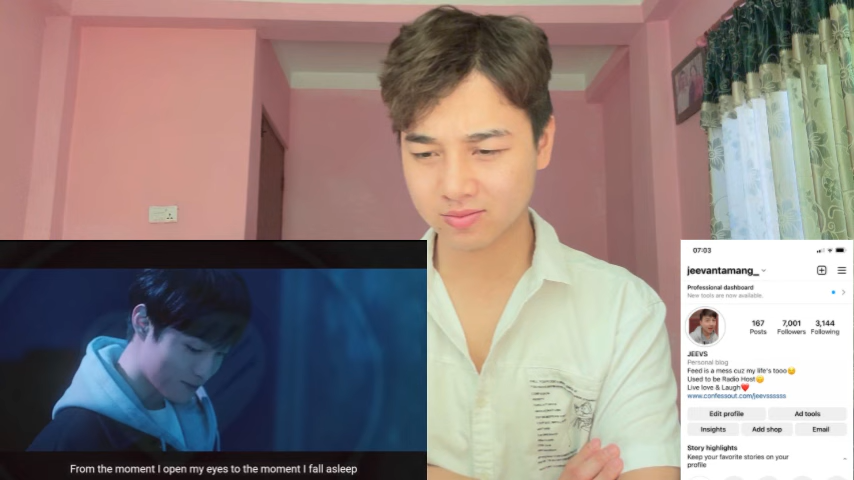 07:03
jeevantamang_
Professional dashboard
New tools are now available.
167 7,001 3,144
Posts Followers Following
JEEVS
Personal blog
Feed is a mess cuz my life's tooo😌
Used to be Radio Host😊
Live love & Laugh❤️
www.confessout.com/jeevssssss
Edit profile Ad tools
Insights Add shop Email
Story highlights
Keep your favorite stories on your
profile
From the moment I open my eyes to the moment I fall asleep